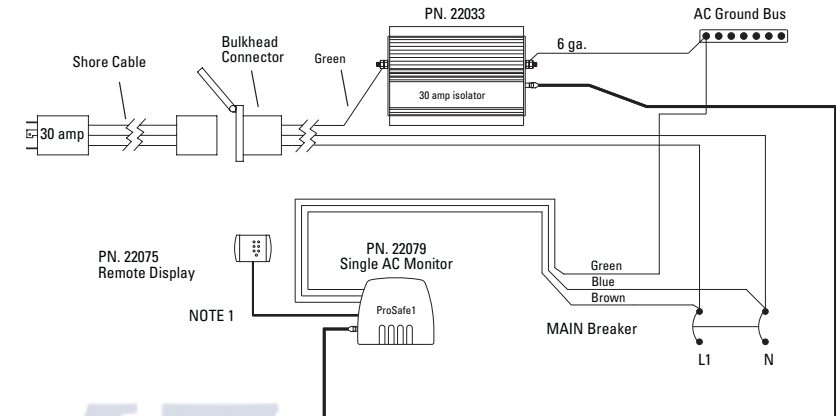 PN. 22033
AC Ground Bus
Bulkhead
Connector
6 ga.
Shore Cable
Green
30 amp isolator
30 amp
PN. 22075
Remote Display
PN. 22079
Single AC Monitor
Green
Blue
Brown
NOTE 1
ProSafe1
MAIN Breaker
L1
N